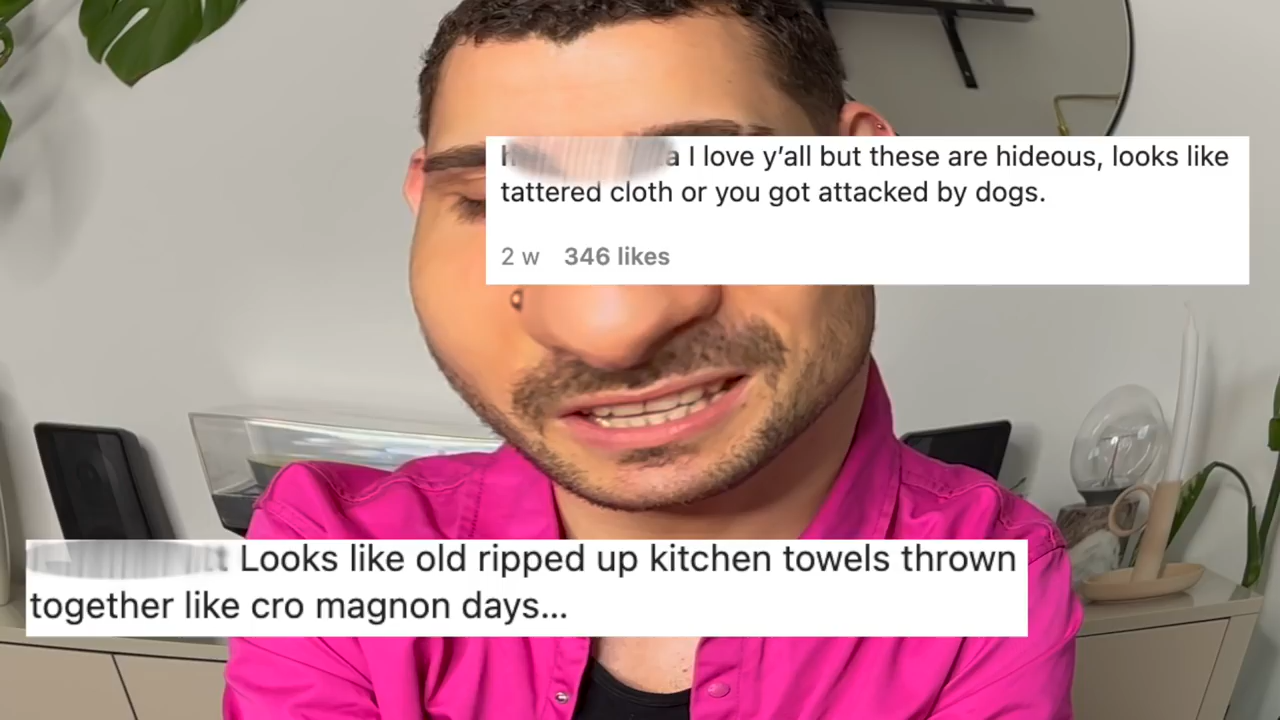 I love y’all but these are hideous, looks like
tattered cloth or you got attacked by dogs.
2 w 346 likes
Looks like old ripped up kitchen towels thrown
together like cro magnon days...